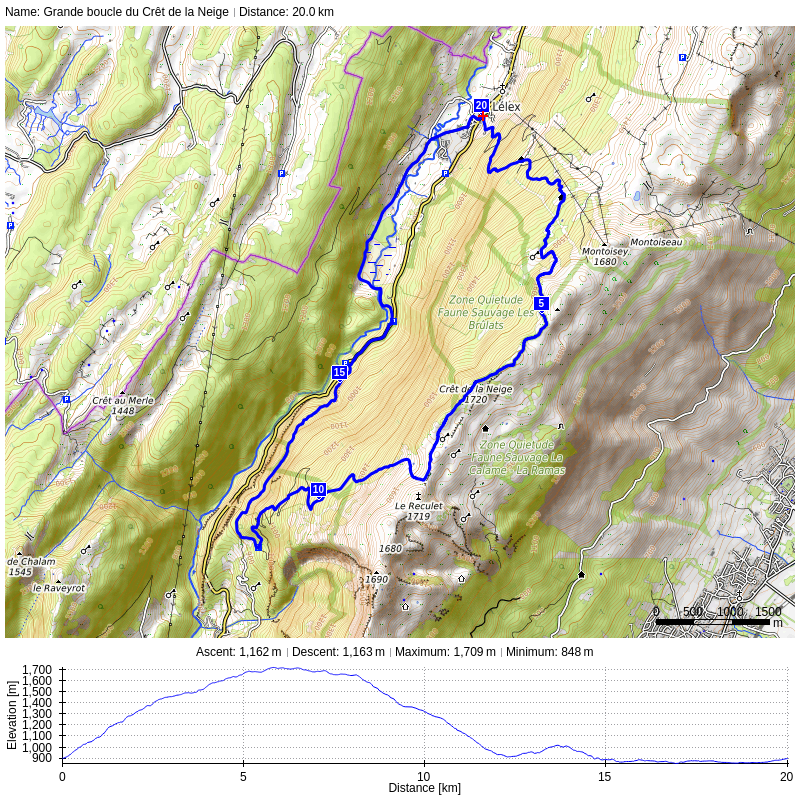 Name: Grande boucle du Crêt de la Neige | Distance: 20.0 km
20
Lélex
P
P
P
P
Montoisey
1680
Montoiseau
5
Zone Quietude
Faune Sauvage Les
Brulats
15
P
P
Crêt de la Neige
1720
Crêt au Merle
1448
Zone Quietude
Faune Sauvage La
Calame - La Ramas
10
Le Reculet
1719
1680
1690
de Chalam
1545
le Raveyrot
0 500 1000 1500
m
Ascent: 1,162 m | Descent: 1,163 m | Maximum: 1,709 m | Minimum: 848 m
Elevation [m]
1,700
1,600
1,500
1,400
1,300
1,200
1,100
1,000
900
0 5 10 15 20
Distance [km]